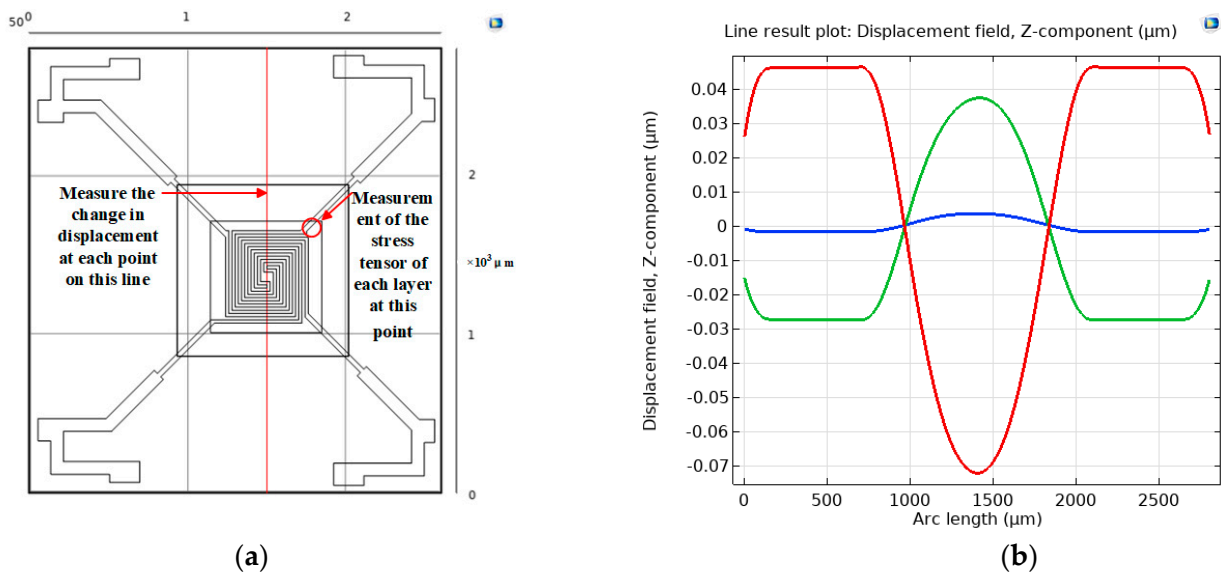 50 0 1 2
Measure the
change in
displacement
at each point
on this line
Measurem
ent of the
stress
tensor of
each layer
at this
point
2
×10³ μ m
1
0
(a)
Line result plot: Displacement field, Z-component (μm)
Displacement field, Z-component (μm)
0.04
0.03
0.02
0.01
0
-0.01
-0.02
-0.03
-0.04
-0.05
-0.06
-0.07
0 500 1000 1500 2000 2500
Arc length (μm)
(b)